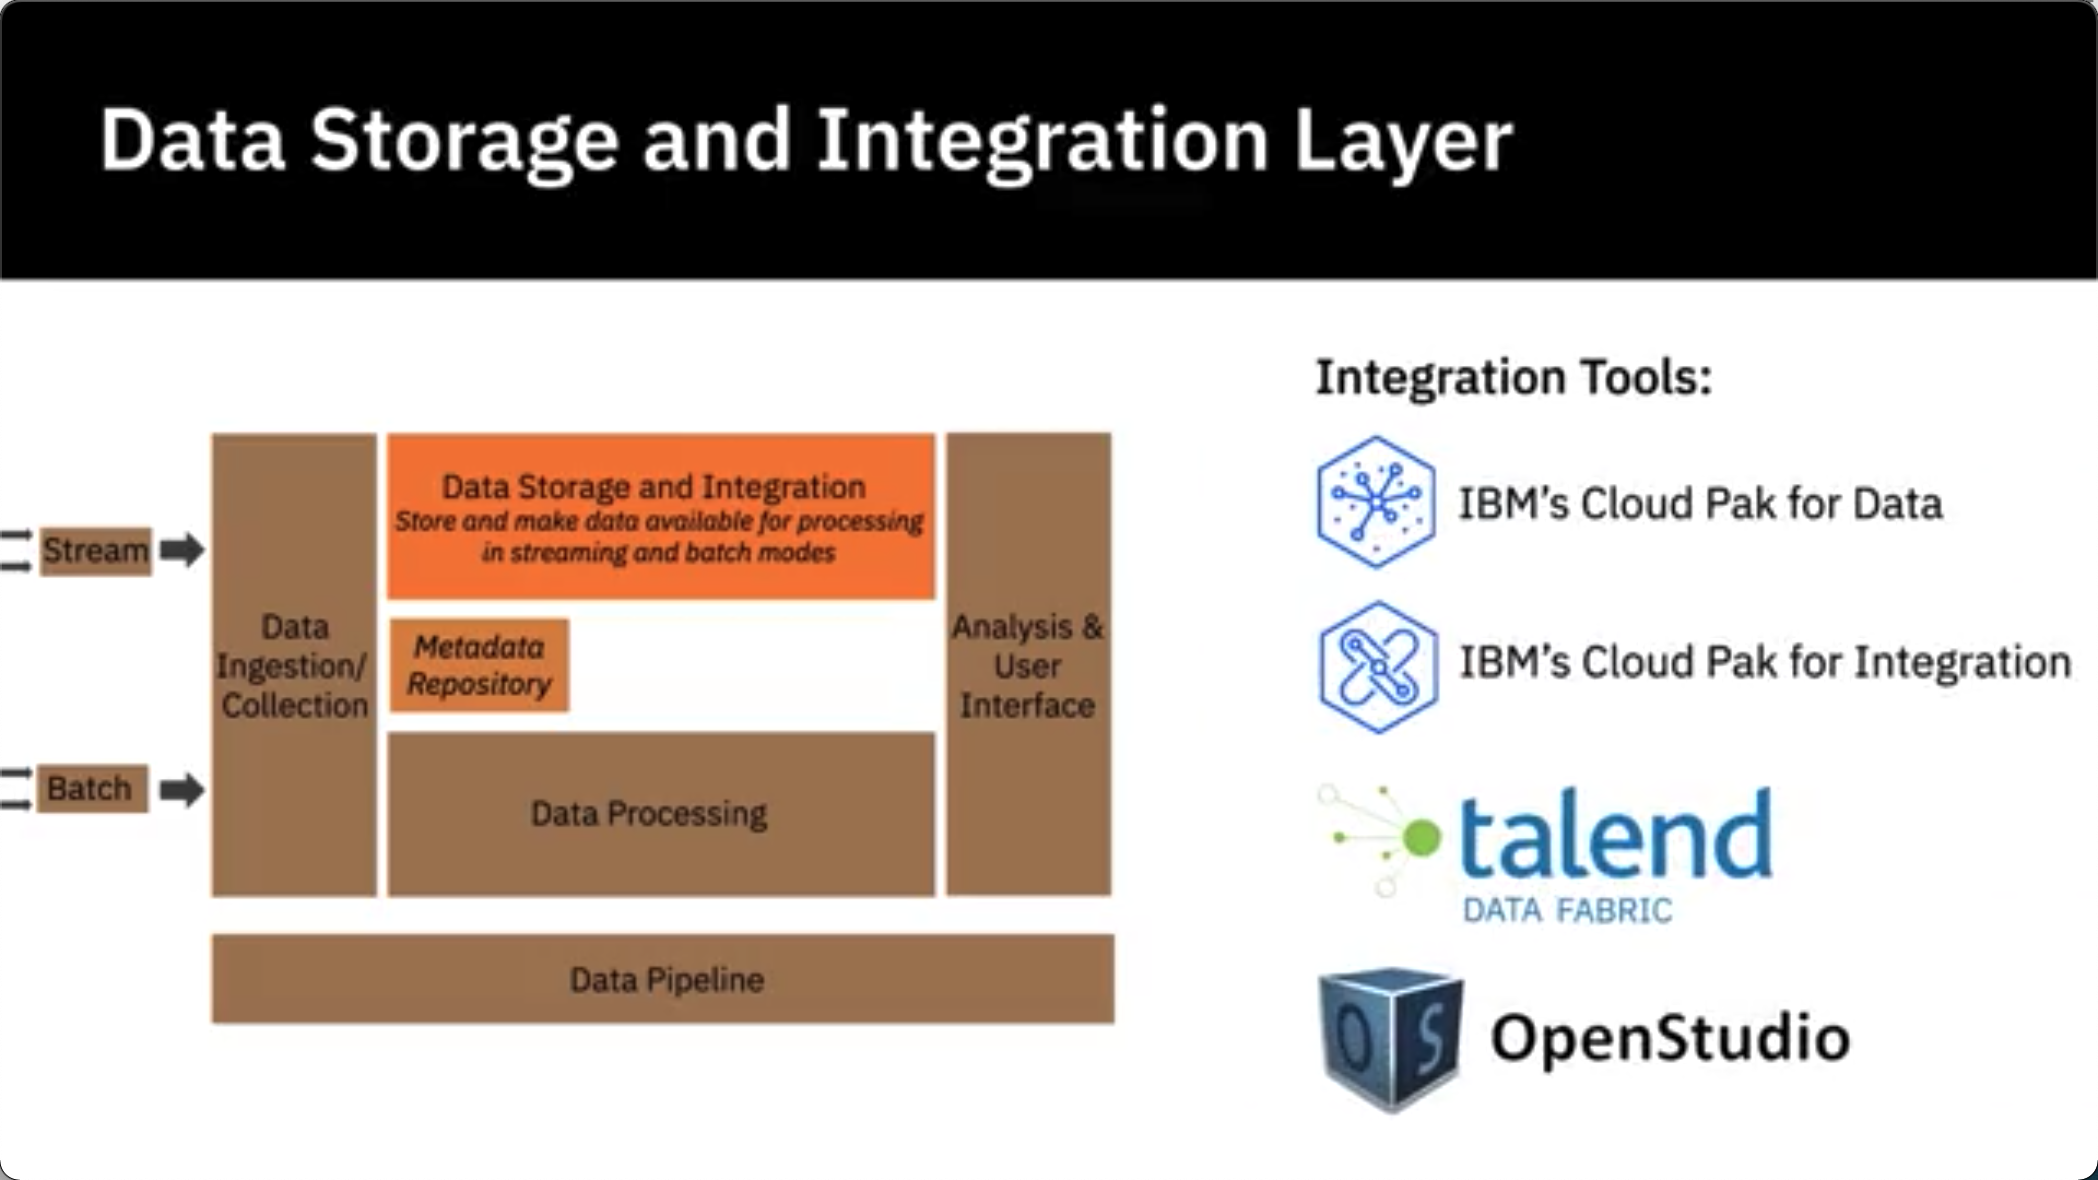 Data Storage and Integration Layer
Stream
Batch
Data
Ingestion/
Collection
Data Storage and Integration
Store and make data available for processing
in streaming and batch modes
Metadata
Repository
Data Processing
Analysis &
User
Interface
Data Pipeline
Integration Tools:
IBM’s Cloud Pak for Data
IBM’s Cloud Pak for Integration
talend
DATA FABRIC
OS
OpenStudio